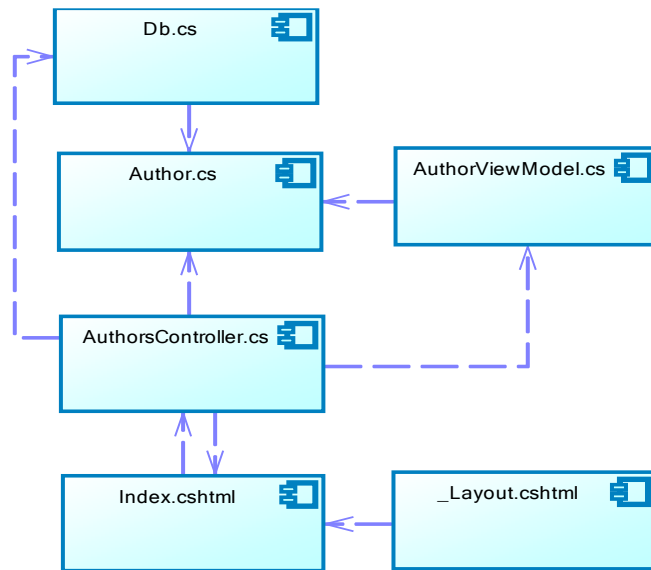 Db.cs
Author.cs
AuthorViewModel.cs
AuthorsController.cs
Index.cshtml
_Layout.cshtml